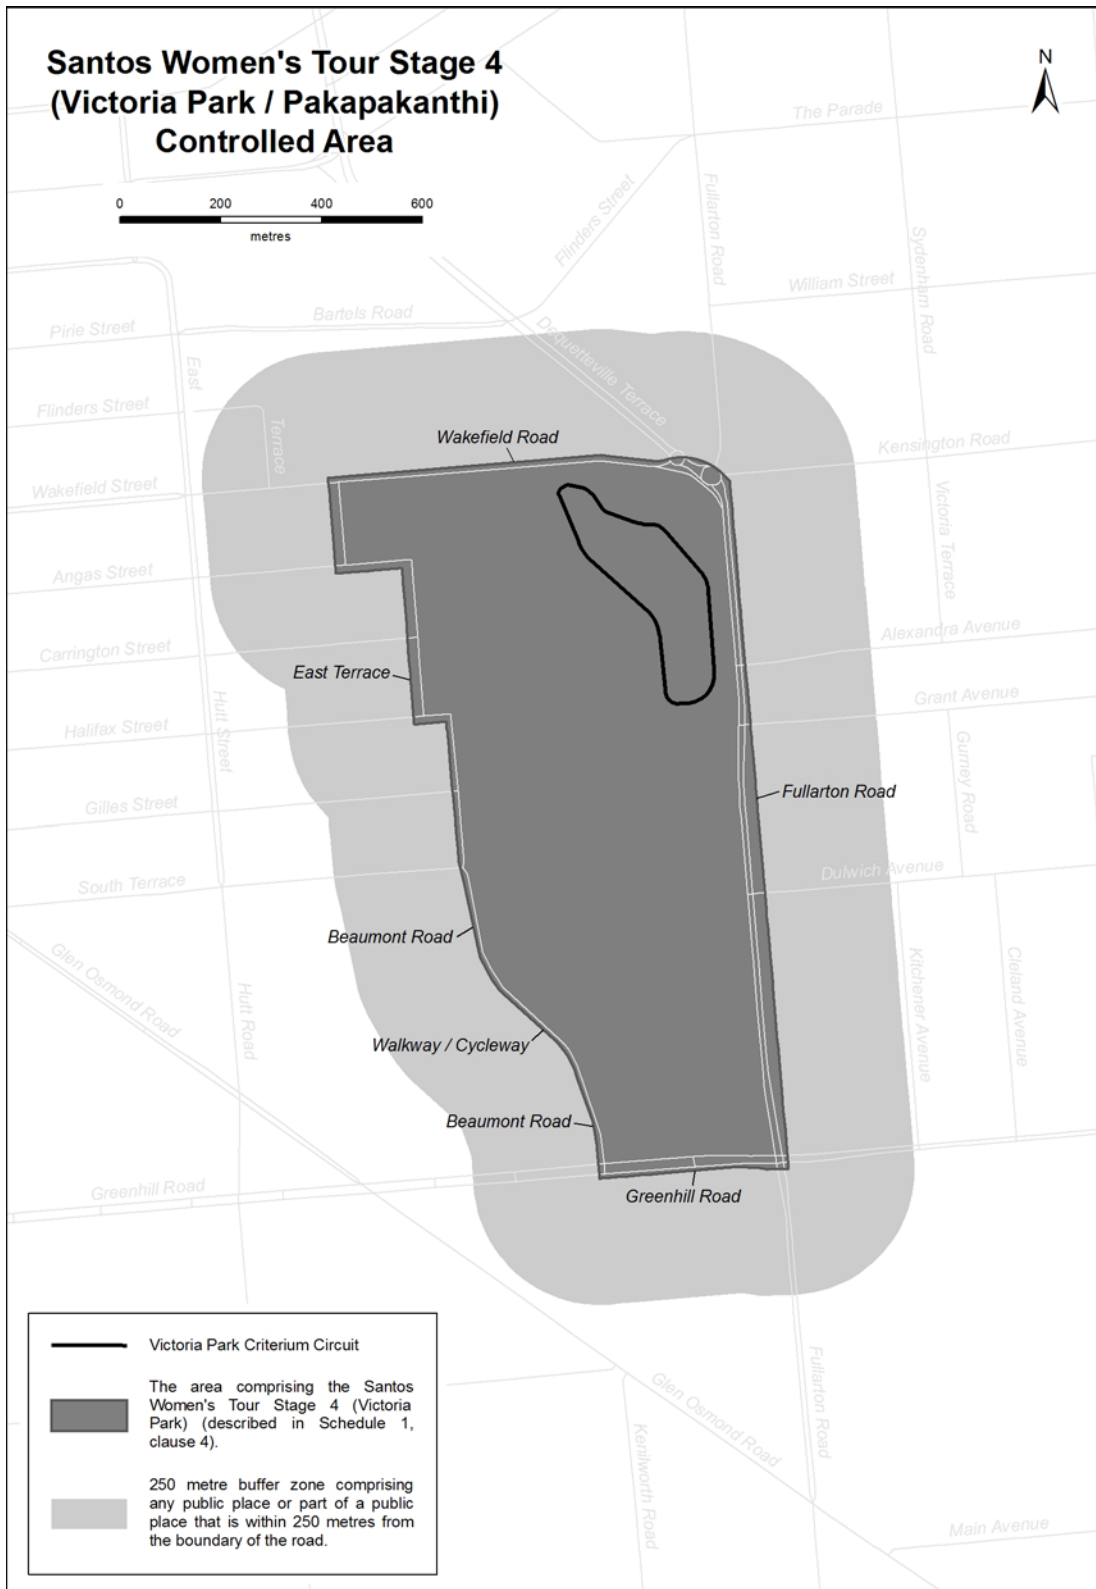 Santos Women's Tour Stage 4
(Victoria Park / Pakapakanthi)
Controlled Area
N
0 200 400 600
metres
The Parade
Fullarton Road
Flinders Street
Sydenham Road
William Street
Bartels Road
Pirie Street
East
Terrace
Dequetteville Terrace
Flinders Street
Wakefield Road
Kensington Road
Wakefield Street
Victoria Terrace
Angas Street
Alexandra Avenue
Carrington Street
East Terrace
Grant Avenue
Hutt Street
Halifax Street
Gurney Road
Fullarton Road
Gilles Street
Dulwich Avenue
South Terrace
Beaumont Road
Glen Osmond Road
Kitchener Avenue
Cleland Avenue
Hutt Road
Walkway / Cycleway
Beaumont Road
Greenhill Road
Greenhill Road
Victoria Park Criterium Circuit
The area comprising the Santos
Women's Tour Stage 4 (Victoria
Park) (described in Schedule 1,
clause 4).
250 metre buffer zone comprising
any public place or part of a public
place that is within 250 metres from
the boundary of the road.
Fullarton Road
Glen Osmond Road
Kenilworth Road
Main Avenue